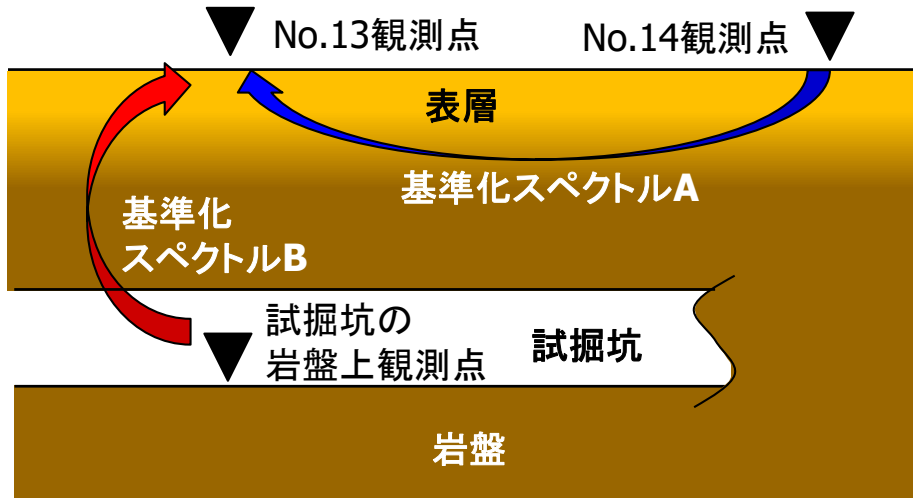 No.13観測点
No.14観測点
表層
基準化スペクトルA
基準化
スペクトルB
試掘坑の
岩盤上観測点
試掘坑
岩盤